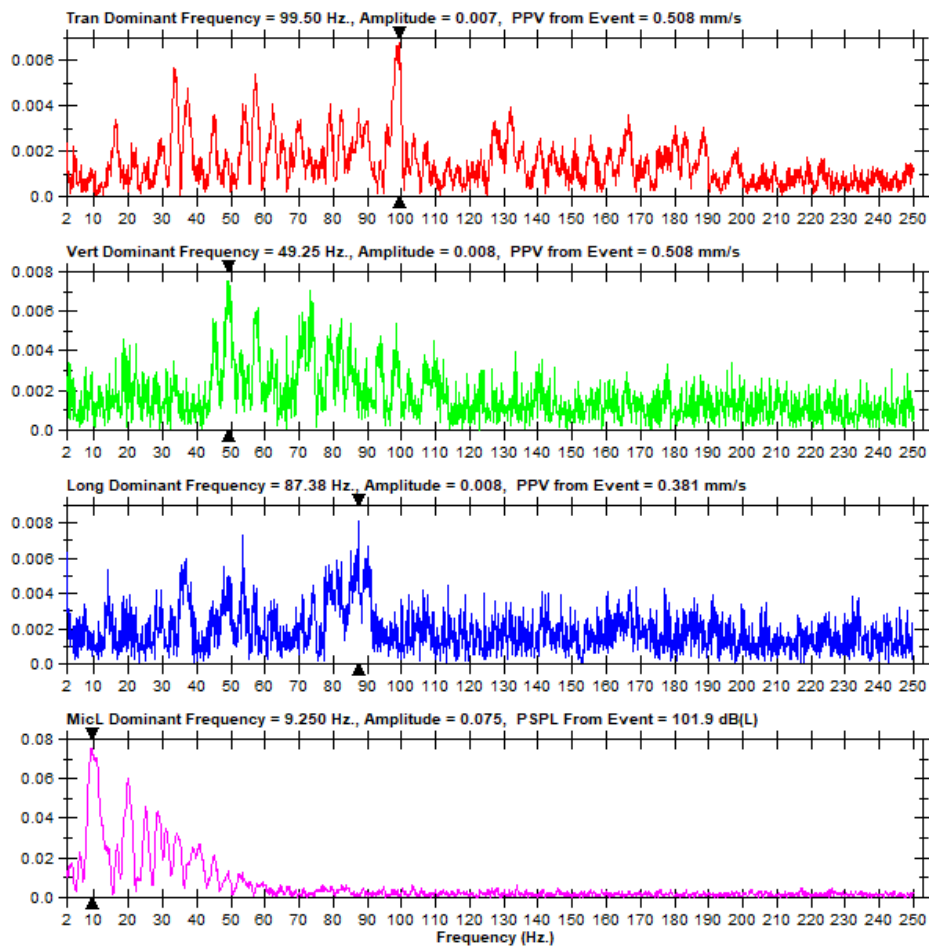 Tran Dominant Frequency = 99.50 Hz., Amplitude = 0.007, PPV from Event = 0.508 mm/s
0.006
0.004
0.002
0.0
2 10 20 30 40 50 60 70 80 90 100 110 120 130 140 150 160 170 180 190 200 210 220 230 240 250
Vert Dominant Frequency = 49.25 Hz., Amplitude = 0.008, PPV from Event = 0.508 mm/s
0.008
0.006
0.004
0.002
0.0
2 10 20 30 40 50 60 70 80 90 100 110 120 130 140 150 160 170 180 190 200 210 220 230 240 250
Long Dominant Frequency = 87.38 Hz., Amplitude = 0.008, PPV from Event = 0.381 mm/s
0.008
0.006
0.004
0.002
0.0
2 10 20 30 40 50 60 70 80 90 100 110 120 130 140 150 160 170 180 190 200 210 220 230 240 250
MicL Dominant Frequency = 9.250 Hz., Amplitude = 0.075, PSPL From Event = 101.9 dB(L)
0.08
0.06
0.04
0.02
0.0
2 10 20 30 40 50 60 70 80 90 100 110 120 130 140 150 160 170 180 190 200 210 220 230 240 250
Frequency (Hz.)